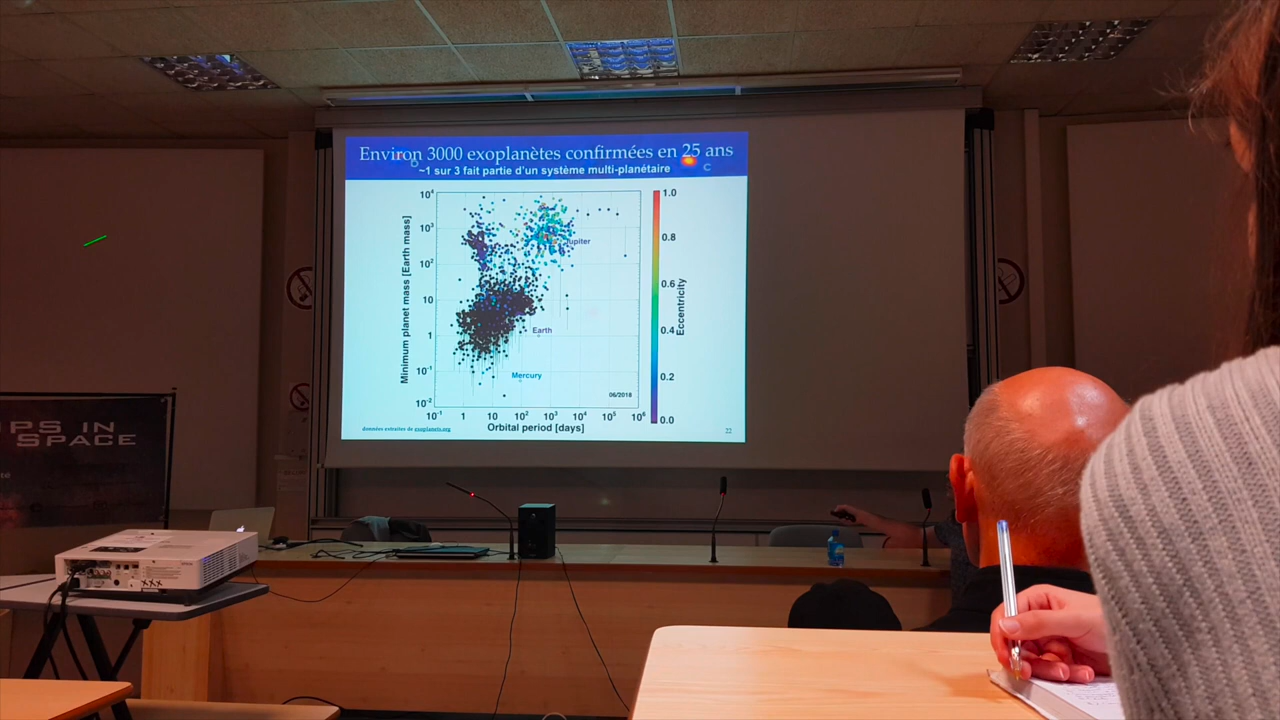 Environ 3000 exoplanètes confirmées en 25 ans
~1 sur 3 fait partie d'un système multi-planétaire
Minimum planet mass [Earth mass]
10⁴
10³
10²
10
1
10⁻¹
10⁻²
Jupiter
Earth
Mercury
06/2018
10⁻¹ 1 10 10² 10³ 10⁴ 10⁵ 10⁶
Orbital period [days]
1.0
0.8
0.6
0.4
0.2
0.0
Eccentricity
données extraites de exoplanets.org
22
PS IN
SPACE